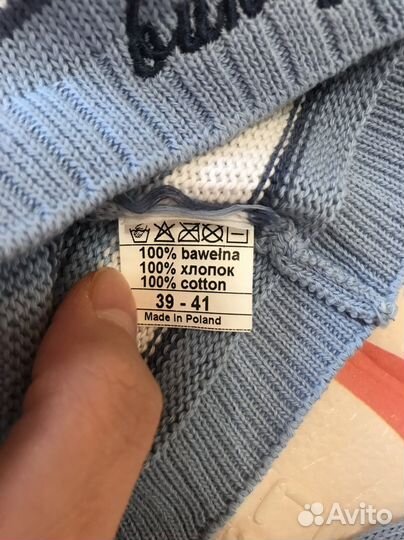 100% bawełna
100% хлопок
100% cotton
39 - 41
Made in Poland
Avito